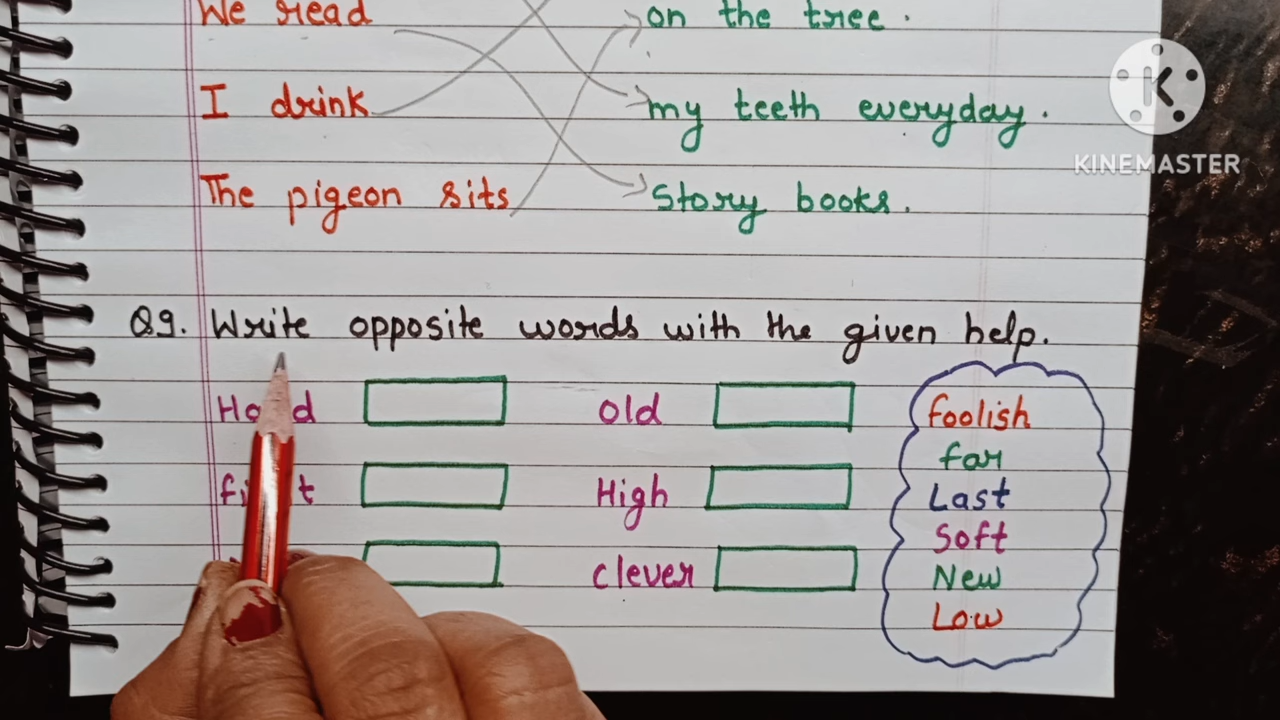 We read on the tree.
I drink my teeth everyday.
The pigeon sits Story books.
Q9. Write opposite words with the given help.
Old foolish
far
High Last
Soft
clever New
Low
KINEMASTER